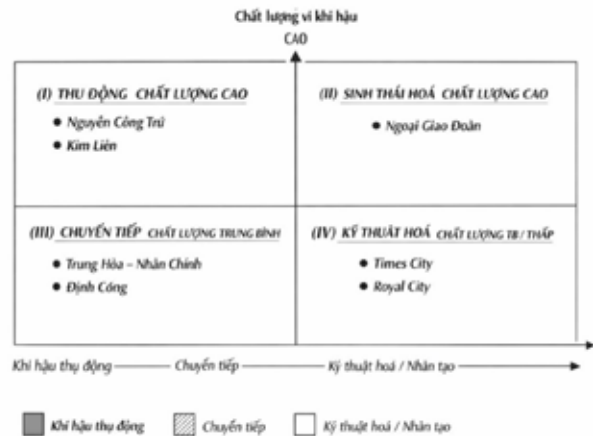 Chất lượng vi khí hậu
CAO
(I) THỤ ĐỘNG CHẤT LƯỢNG CAO
● Nguyễn Công Trứ
● Kim Liên
(II) SINH THÁI HOÁ CHẤT LƯỢNG CAO
● Ngoại Giao Đoàn
(III) CHUYỂN TIẾP CHẤT LƯỢNG TRUNG BÌNH
● Trung Hòa – Nhân Chính
● Định Công
(IV) KỸ THUẬT HOÁ CHẤT LƯỢNG TB / THẤP
● Times City
● Royal City
Khí hậu thụ động Chuyển tiếp Kỹ thuật hoá / Nhân tạo
Khí hậu thụ động Chuyển tiếp Kỹ thuật hoá / Nhân tạo